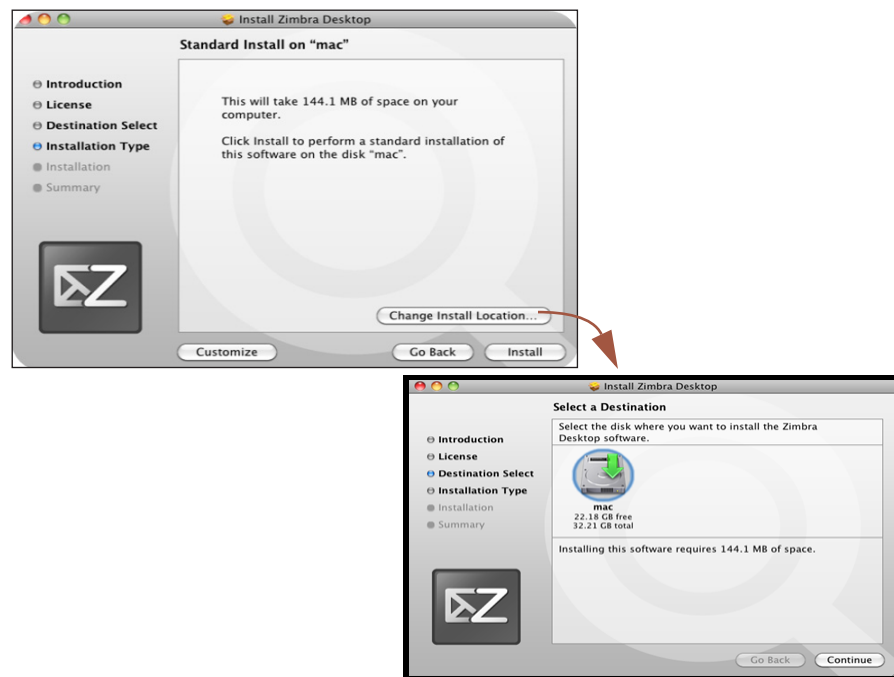 Install Zimbra Desktop
Standard Install on “mac”
Introduction
License
Destination Select
Installation Type
Installation
Summary
This will take 144.1 MB of space on your
computer.
Click Install to perform a standard installation of
this software on the disk “mac”.
Change Install Location...
Customize
Go Back
Install
Install Zimbra Desktop
Select a Destination
Introduction
License
Destination Select
Installation Type
Installation
Summary
Select the disk where you want to install the Zimbra
Desktop software.
mac
22.18 GB free
32.21 GB total
Installing this software requires 144.1 MB of space.
Go Back
Continue